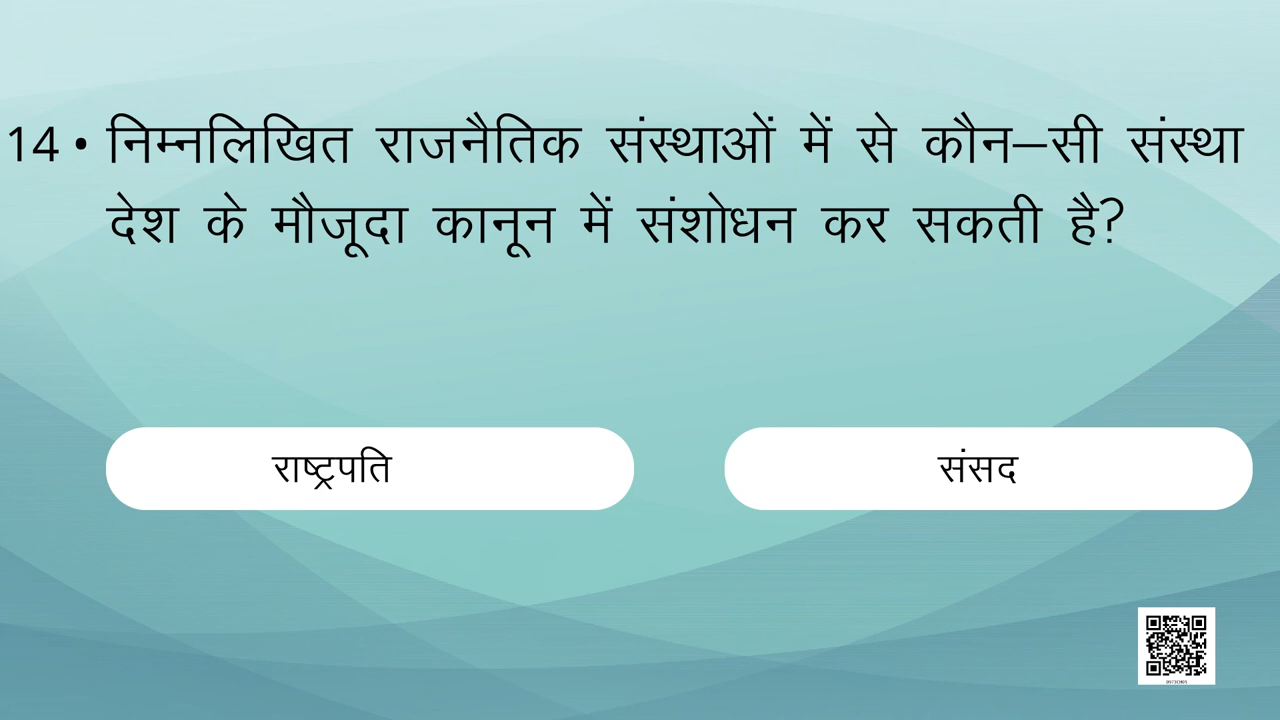 14 • निम्नलिखित राजनैतिक संस्थाओं में से कौन–सी संस्था
देश के मौजूदा कानून में संशोधन कर सकती है?
राष्ट्रपति
संसद